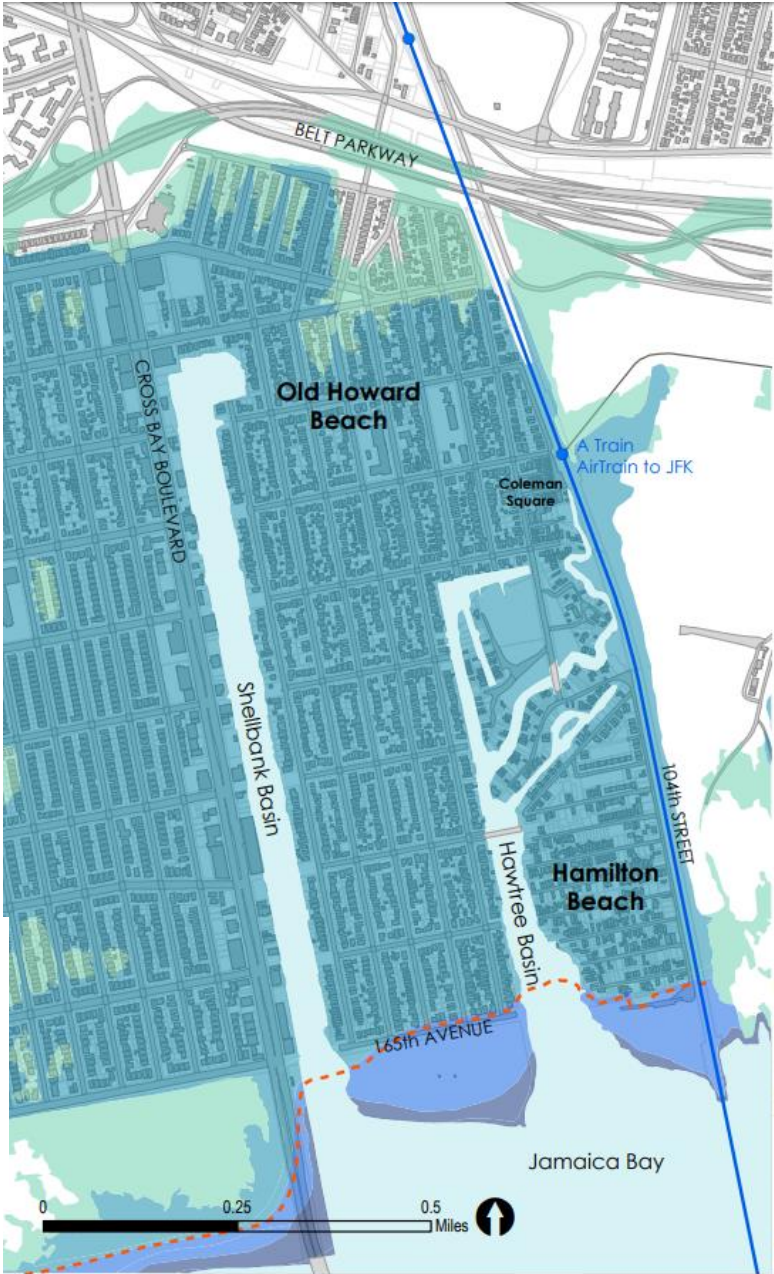 BELT PARKWAY
Old Howard
Beach
CROSS BAY BOULEVARD
A Train
AirTrain to JFK
Coleman
Square
Shellbank Basin
104th STREET
Hawtree Basin
Hamilton
Beach
165th AVENUE
Jamaica Bay
0 0.25 0.5
Miles